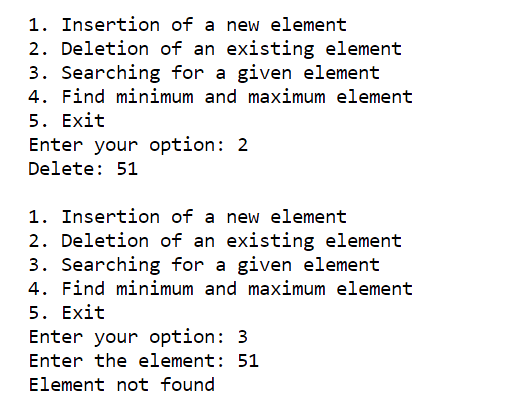 1. Insertion of a new element
2. Deletion of an existing element
3. Searching for a given element
4. Find minimum and maximum element
5. Exit
Enter your option: 2
Delete: 51
1. Insertion of a new element
2. Deletion of an existing element
3. Searching for a given element
4. Find minimum and maximum element
5. Exit
Enter your option: 3
Enter the element: 51
Element not found